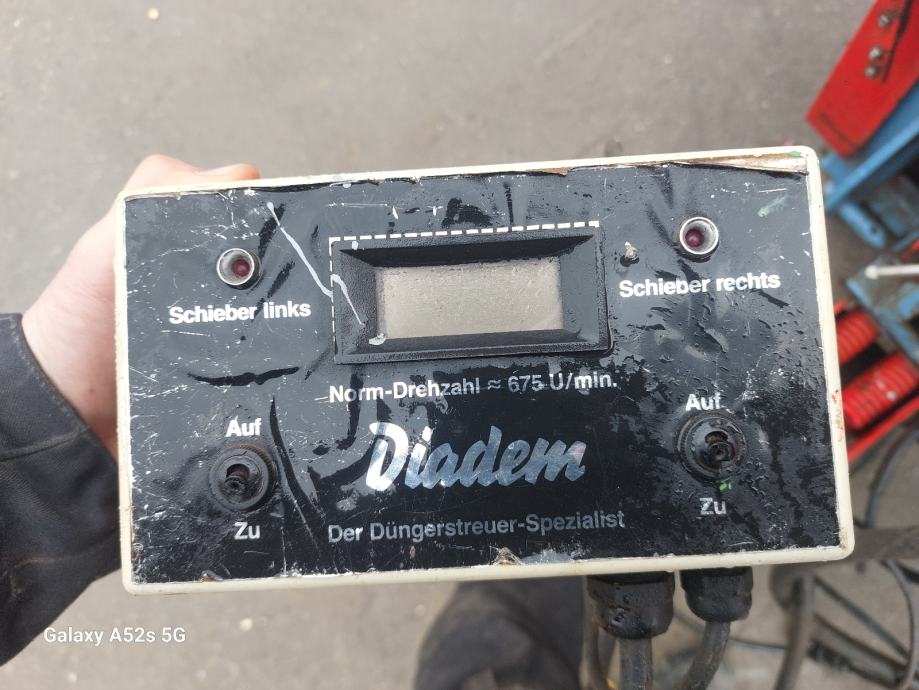 Schieber links
Schieber rechts
Norm-Drehzahl ≈ 675 U/min.
Auf
Auf
Diadem
Zu
Zu
Der Düngerstreuer-Spezialist
Galaxy A52s 5G